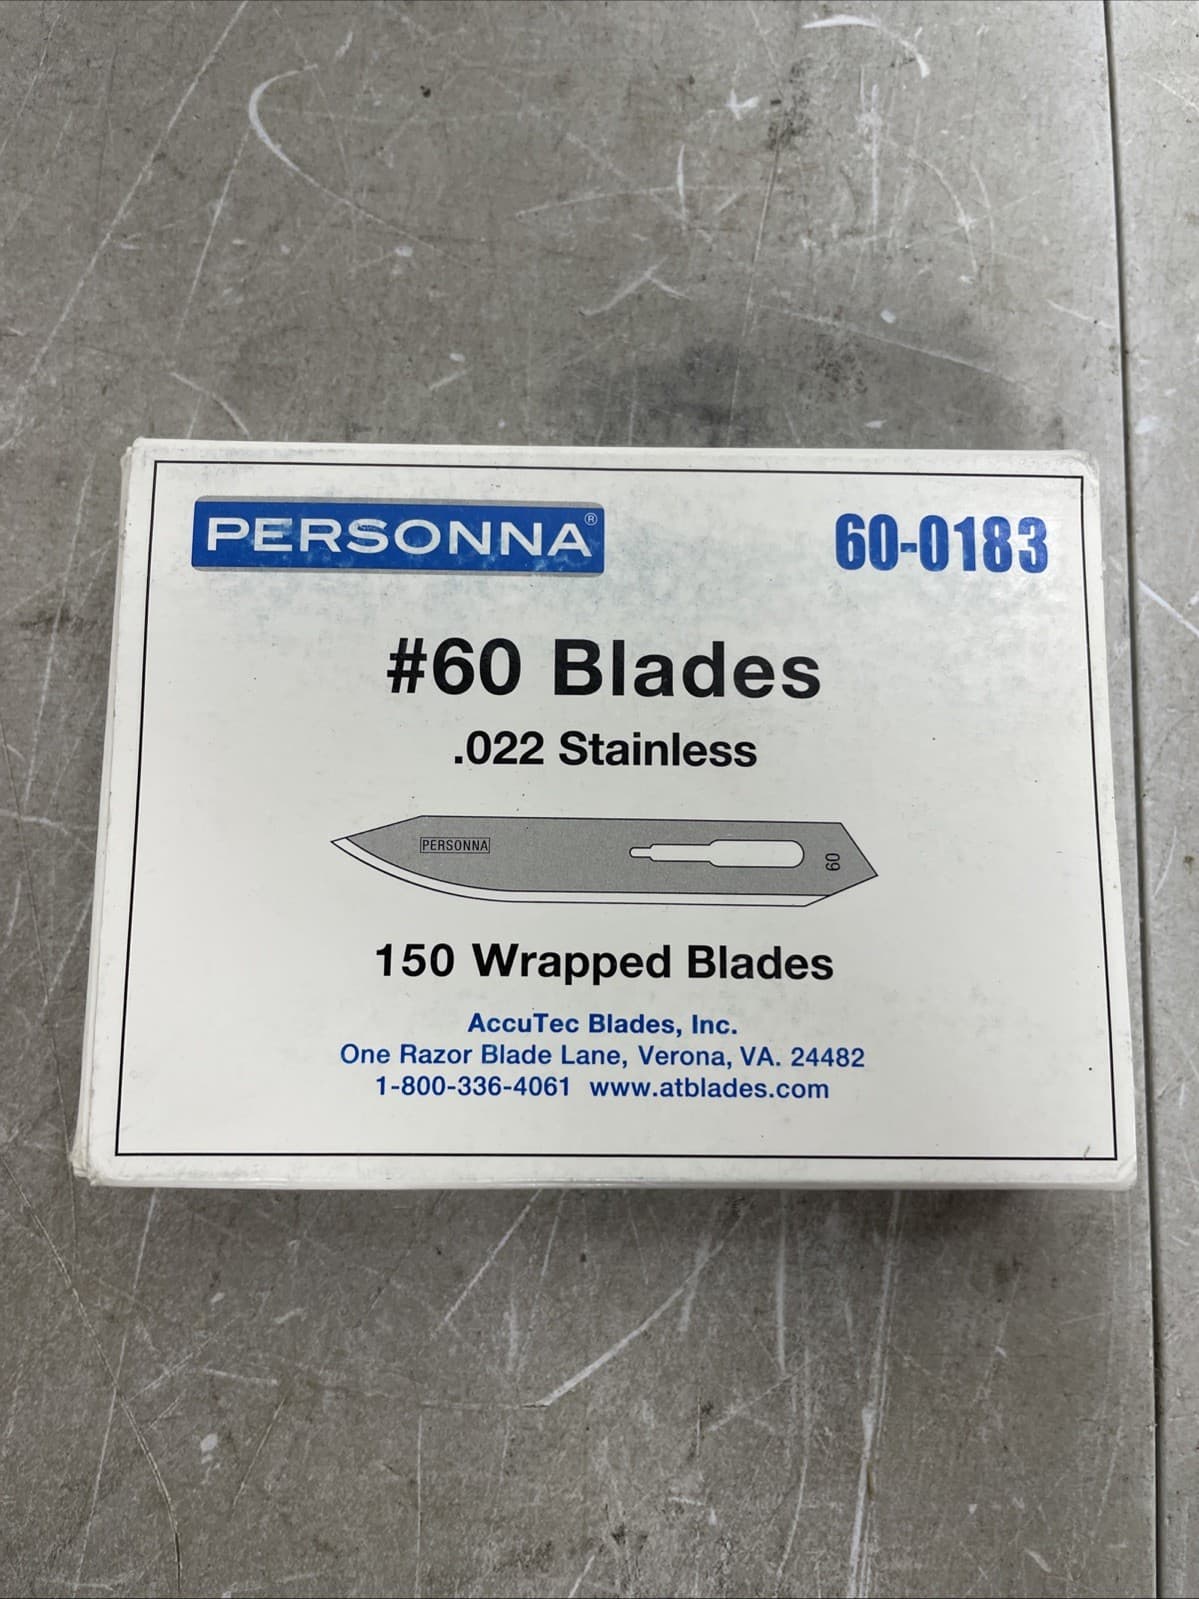 PERSONNA®
60-0183
#60 Blades
.022 Stainless
PERSONNA
60
150 Wrapped Blades
AccuTec Blades, Inc.
One Razor Blade Lane, Verona, VA. 24482
1-800-336-4061 www.atblades.com